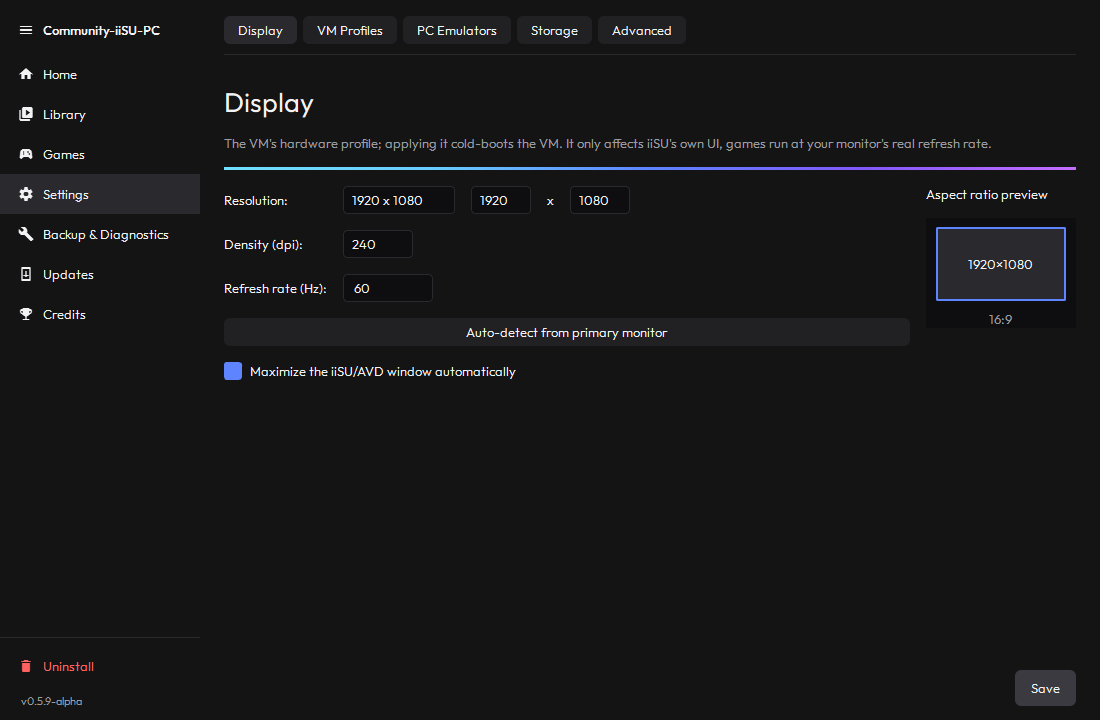 Community-iiSU-PC
Home
Library
Games
Settings
Backup & Diagnostics
Updates
Credits
Uninstall
v0.5.9-alpha
Display
VM Profiles
PC Emulators
Storage
Advanced
Display
The VM's hardware profile; applying it cold-boots the VM. It only affects iiSU's own UI, games run at your monitor's real refresh rate.
Resolution:
1920 x 1080
1920
x
1080
Density (dpi):
240
Refresh rate (Hz):
60
Auto-detect from primary monitor
Maximize the iiSU/AVD window automatically
Aspect ratio preview
1920×1080
16:9
Save